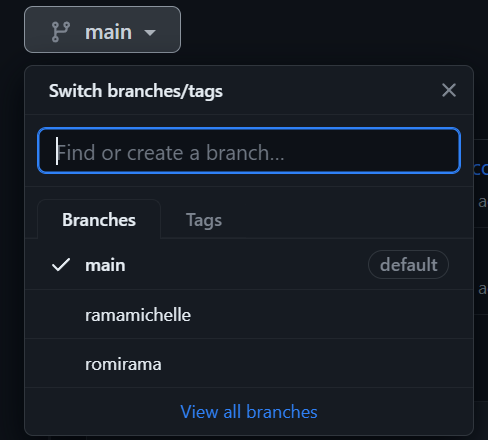 main
Switch branches/tags
Find or create a branch...
Branches Tags
main default
ramamichelle
romirama
View all branches